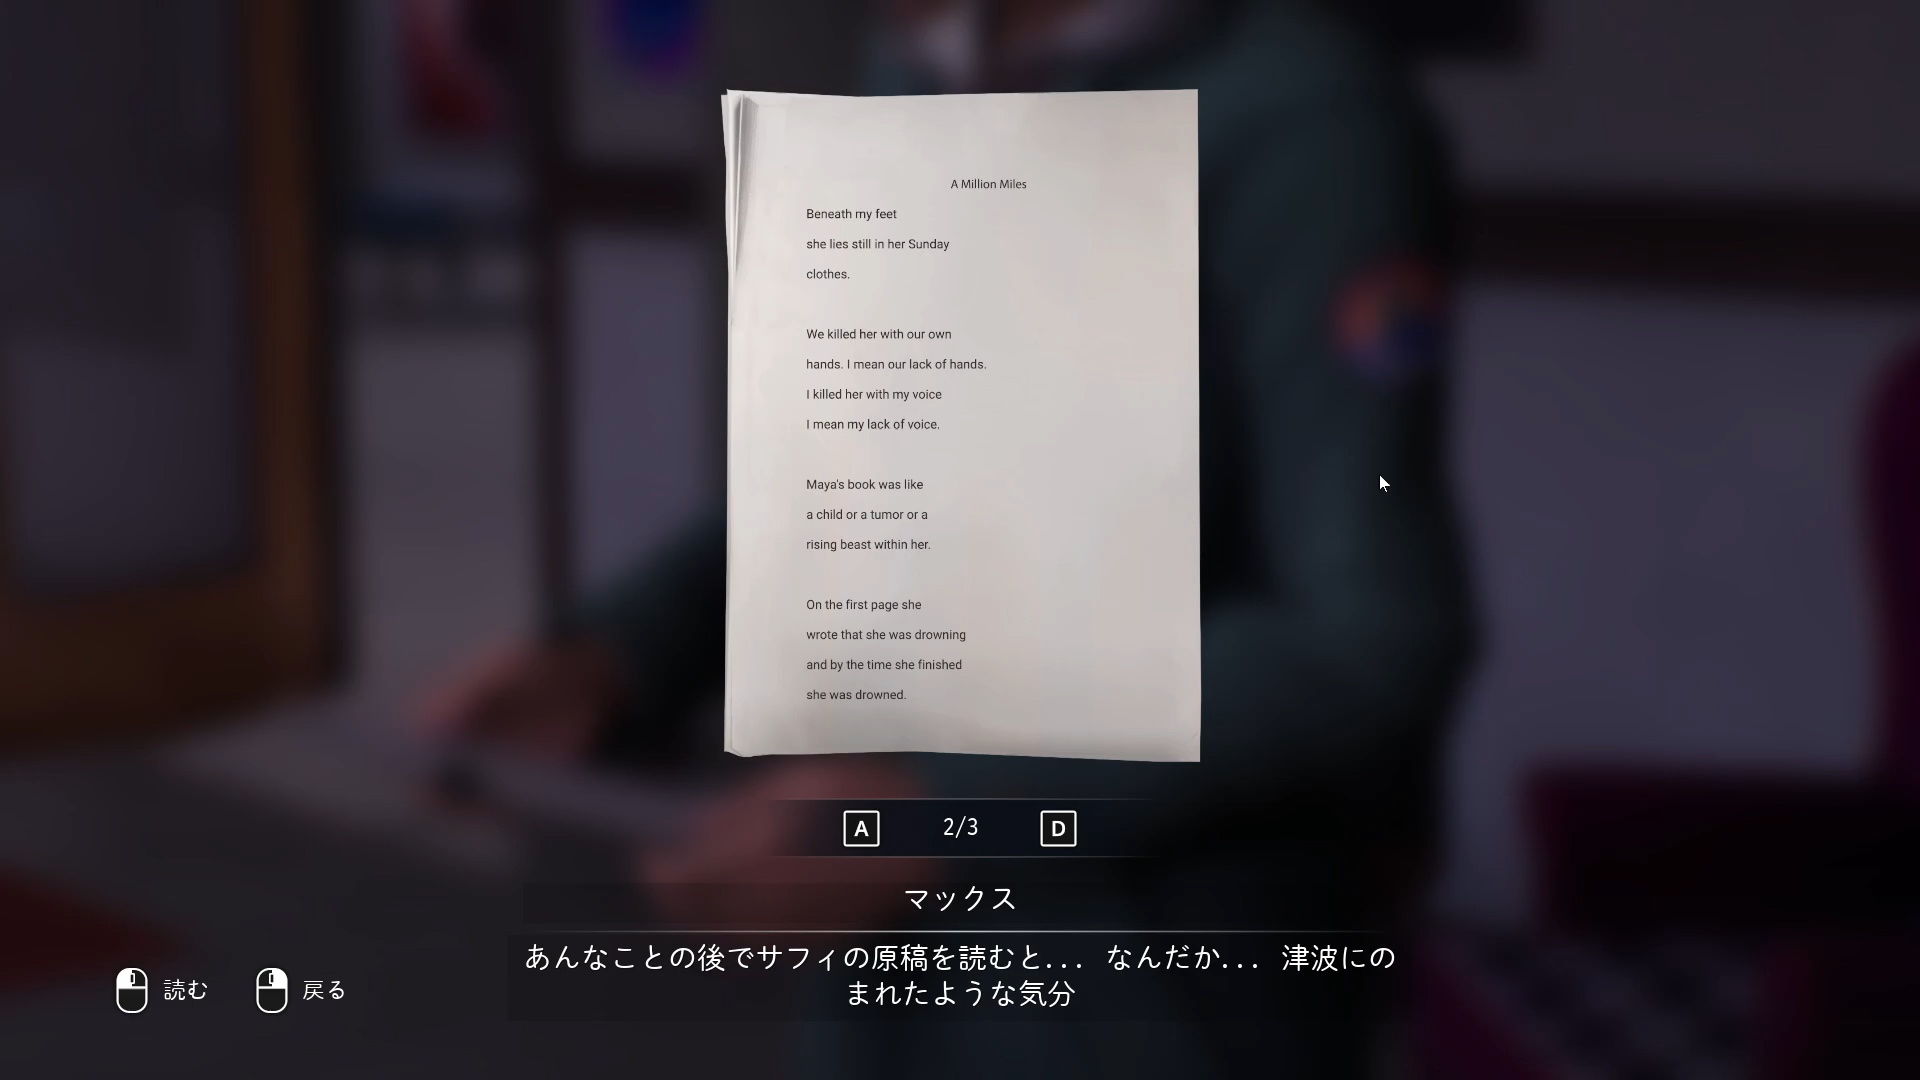 A Million Miles
Beneath my feet
she lies still in her Sunday
clothes.
We killed her with our own
hands. I mean our lack of hands.
I killed her with my voice
I mean my lack of voice.
Maya's book was like
a child or a tumor or a
rising beast within her.
On the first page she
wrote that she was drowning
and by the time she finished
she was drowned.
A 2/3 D
マックス
あんなことの後でサフィの原稿を読むと... なんだか... 津波にの
まれたような気分
読む 戻る